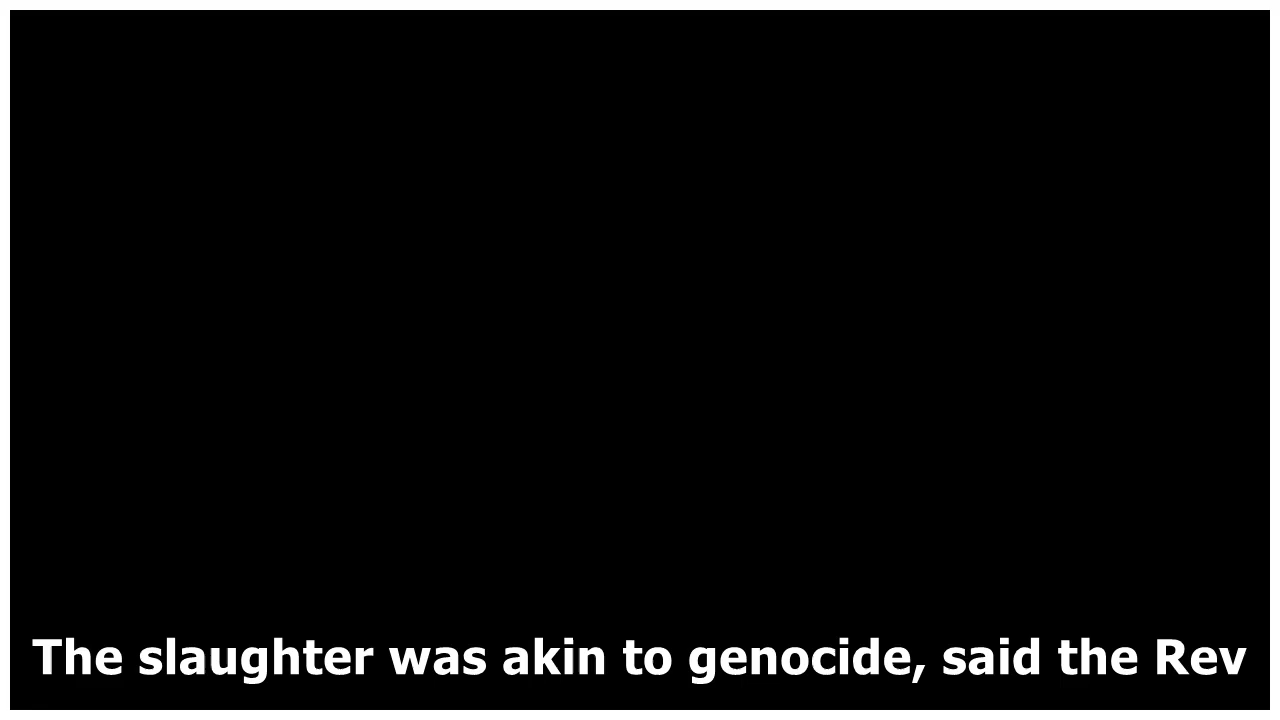 The slaughter was akin to genocide, said the Rev